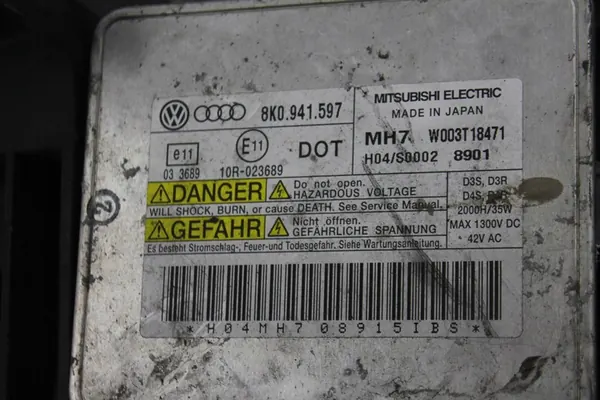 8K0.941.597
MITSUBISHI ELECTRIC
MADE IN JAPAN
e11
E11
DOT
03 3689
10R-023689
MH7 W003T18471
H04/S0002 8901
DANGER
Do not open.
HAZARDOUS VOLTAGE
WILL SHOCK, BURN, or cause DEATH. See Service Manual.
GEFAHR
Nicht öffnen.
GEFÄHRLICHE SPANNUNG
Es besteht Stromschlag-, Feuer-und Todesgefahr. Siehe Wartungsanleitung.
D3S, D3R
D4S,
2000H/35W
MAX 1300V DC
42V AC
*H04MH708915IBS*
2